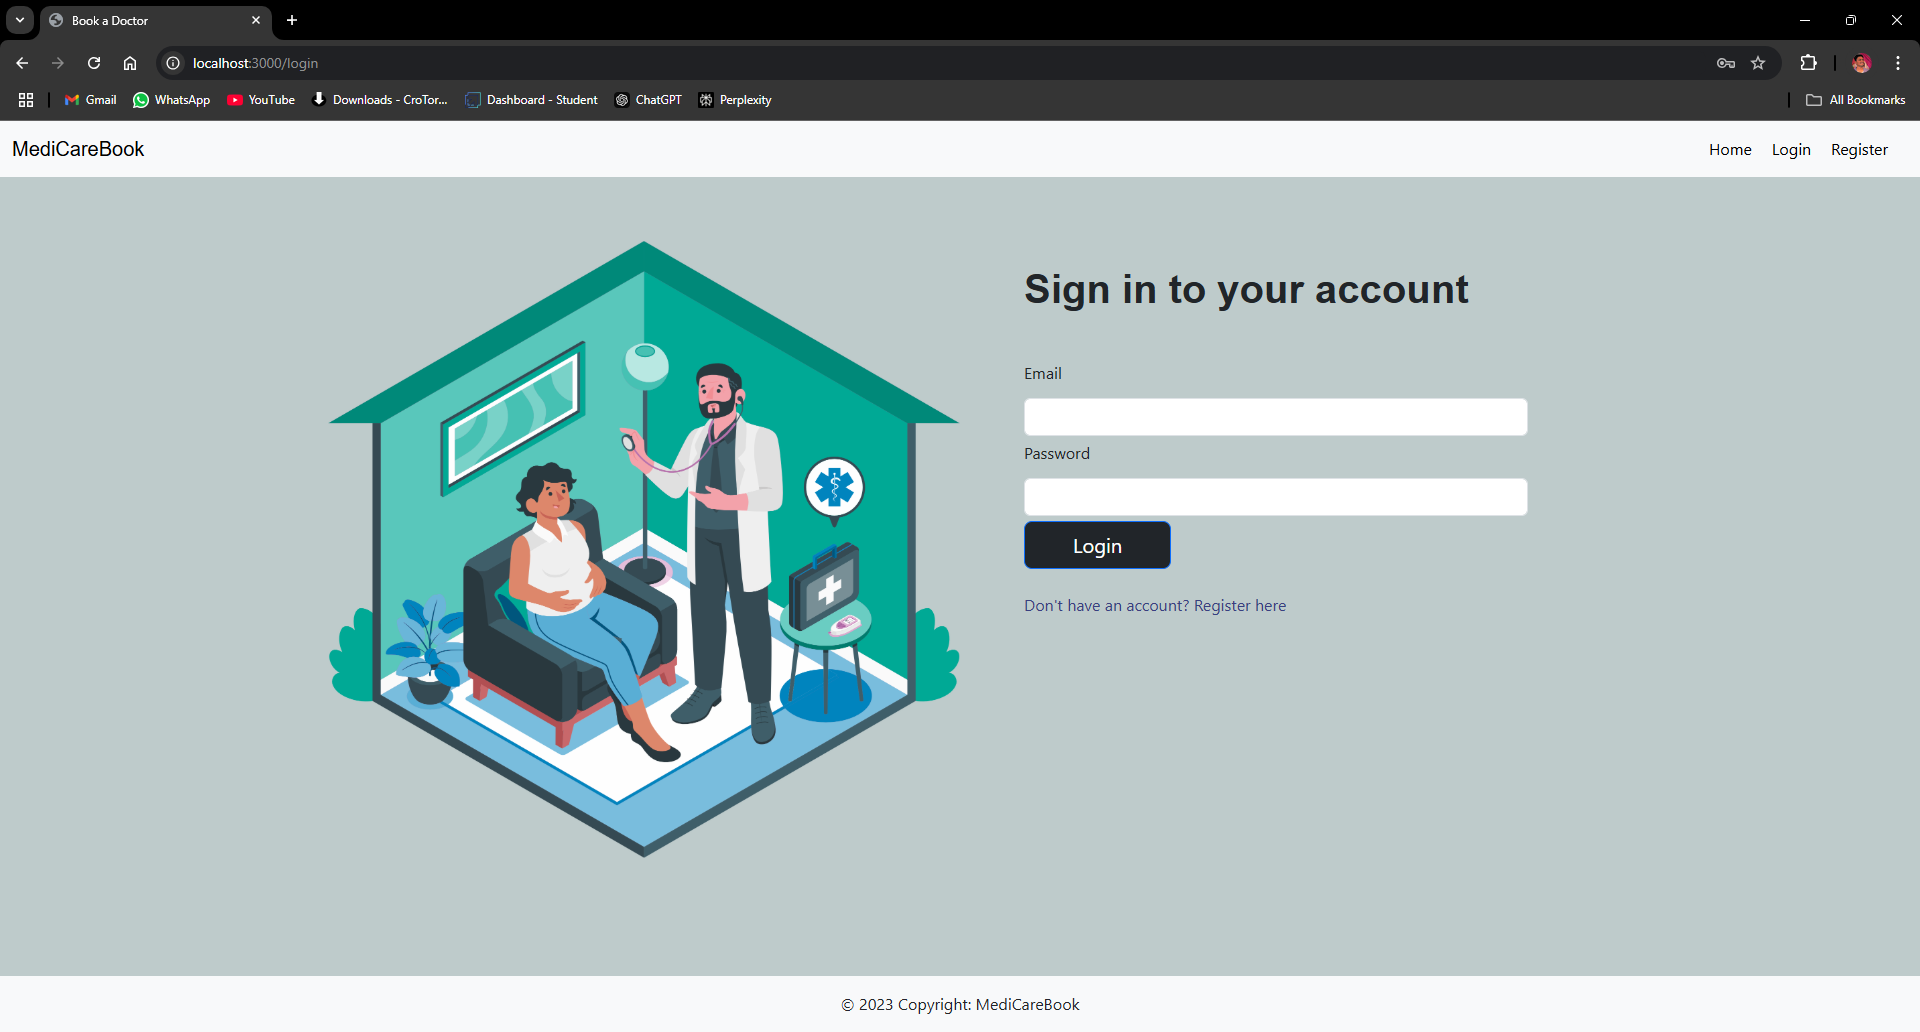 Book a Doctor
localhost:3000/login
Gmail
WhatsApp
YouTube
Downloads - CroTor...
Dashboard - Student
ChatGPT
Perplexity
All Bookmarks
MediCareBook
Home
Login
Register
Sign in to your account
Email
Password
Login
Don't have an account? Register here
© 2023 Copyright: MediCareBook